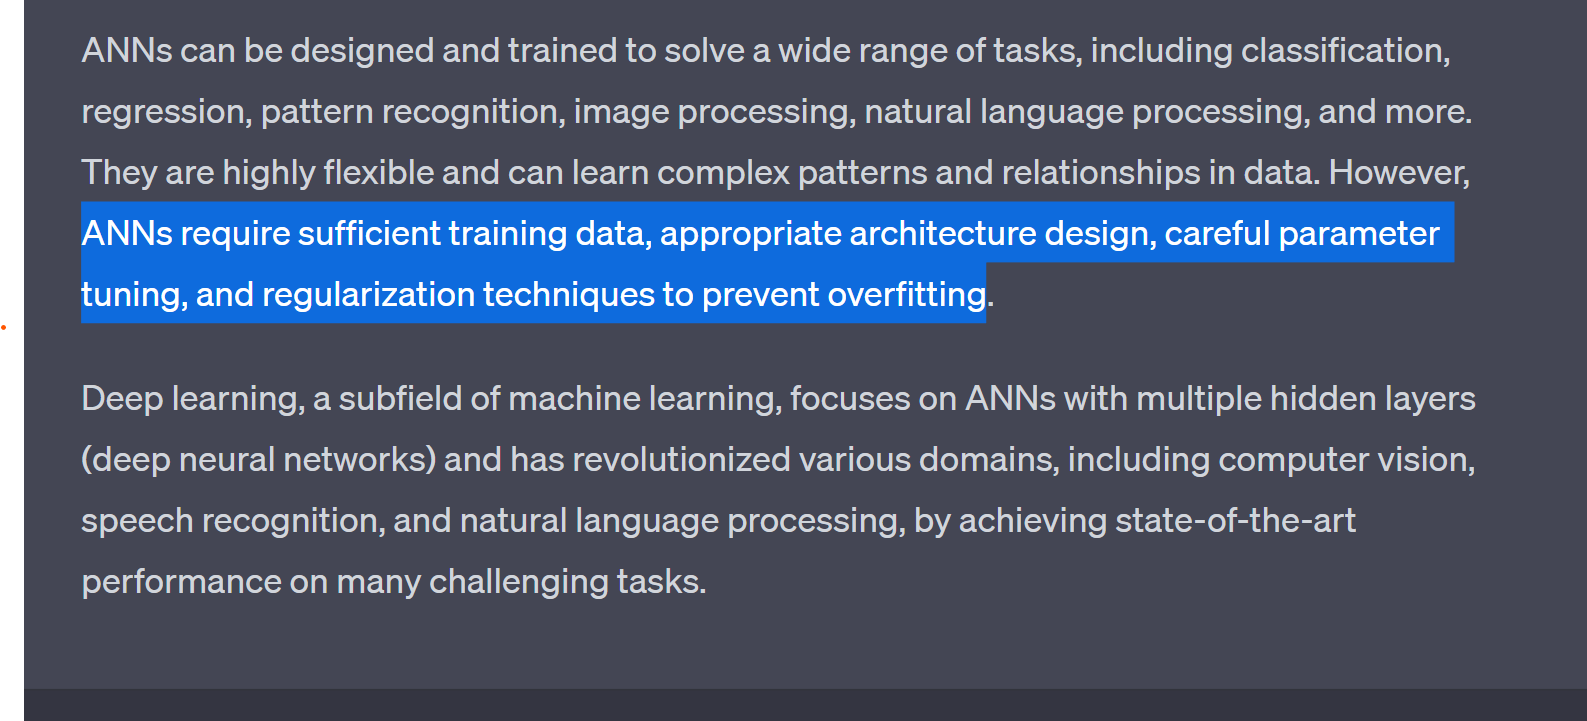 ANNs can be designed and trained to solve a wide range of tasks, including classification,
regression, pattern recognition, image processing, natural language processing, and more.
They are highly flexible and can learn complex patterns and relationships in data. However,
ANNs require sufficient training data, appropriate architecture design, careful parameter
tuning, and regularization techniques to prevent overfitting.
Deep learning, a subfield of machine learning, focuses on ANNs with multiple hidden layers
(deep neural networks) and has revolutionized various domains, including computer vision,
speech recognition, and natural language processing, by achieving state-of-the-art
performance on many challenging tasks.